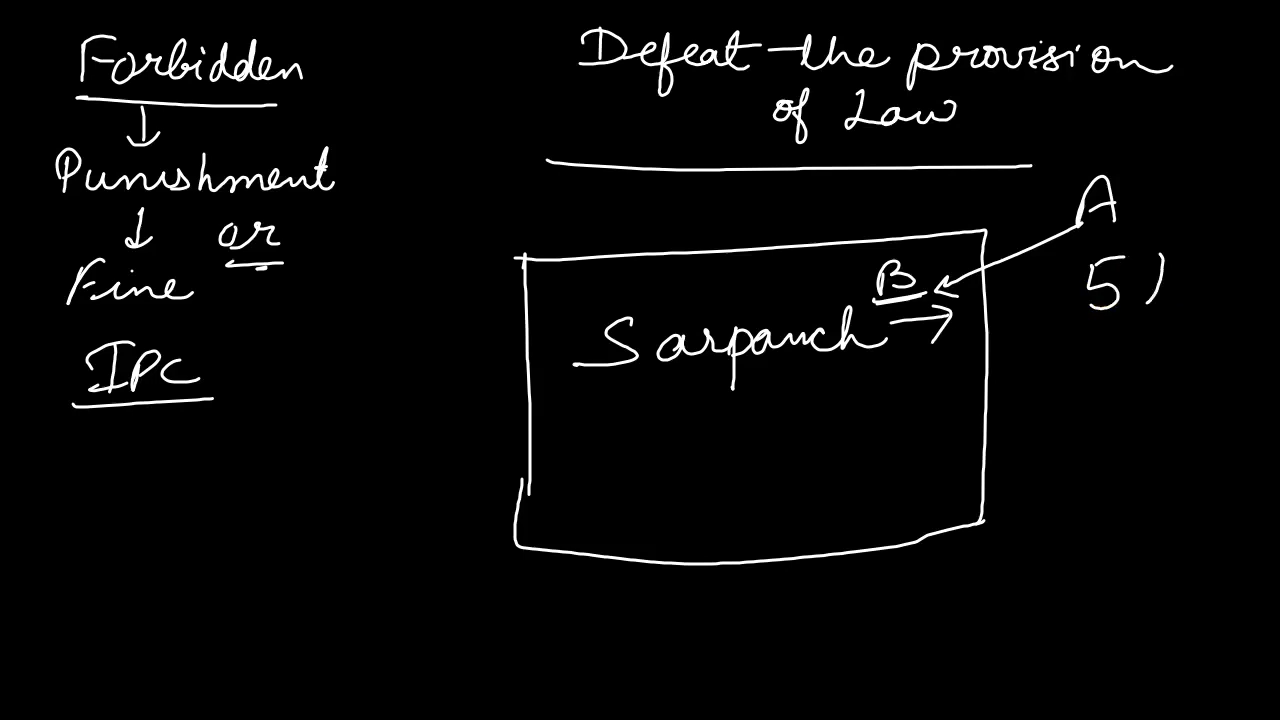 Forbidden
Punishment
or
Fine
IPC
Defeat the provision
of Law
A
B
5)
Sarpanch